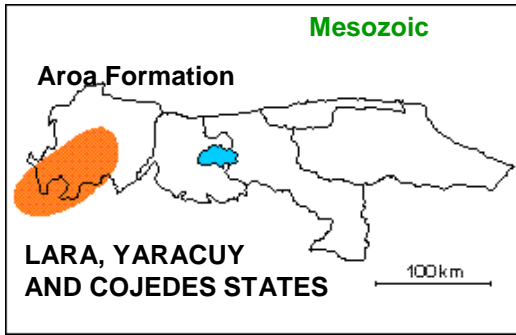 Mesozoic
Aroa Formation
LARA, YARACUY
AND COJEDES STATES
100 km